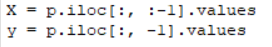 X = p.iloc[:, :-1].values
y = p.iloc[:, -1].values